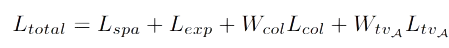 $L_{total} = L_{spa} + L_{exp} + W_{col} L_{col} + W_{tv_{\mathcal{A}}} L_{tv_{\mathcal{A}}}$